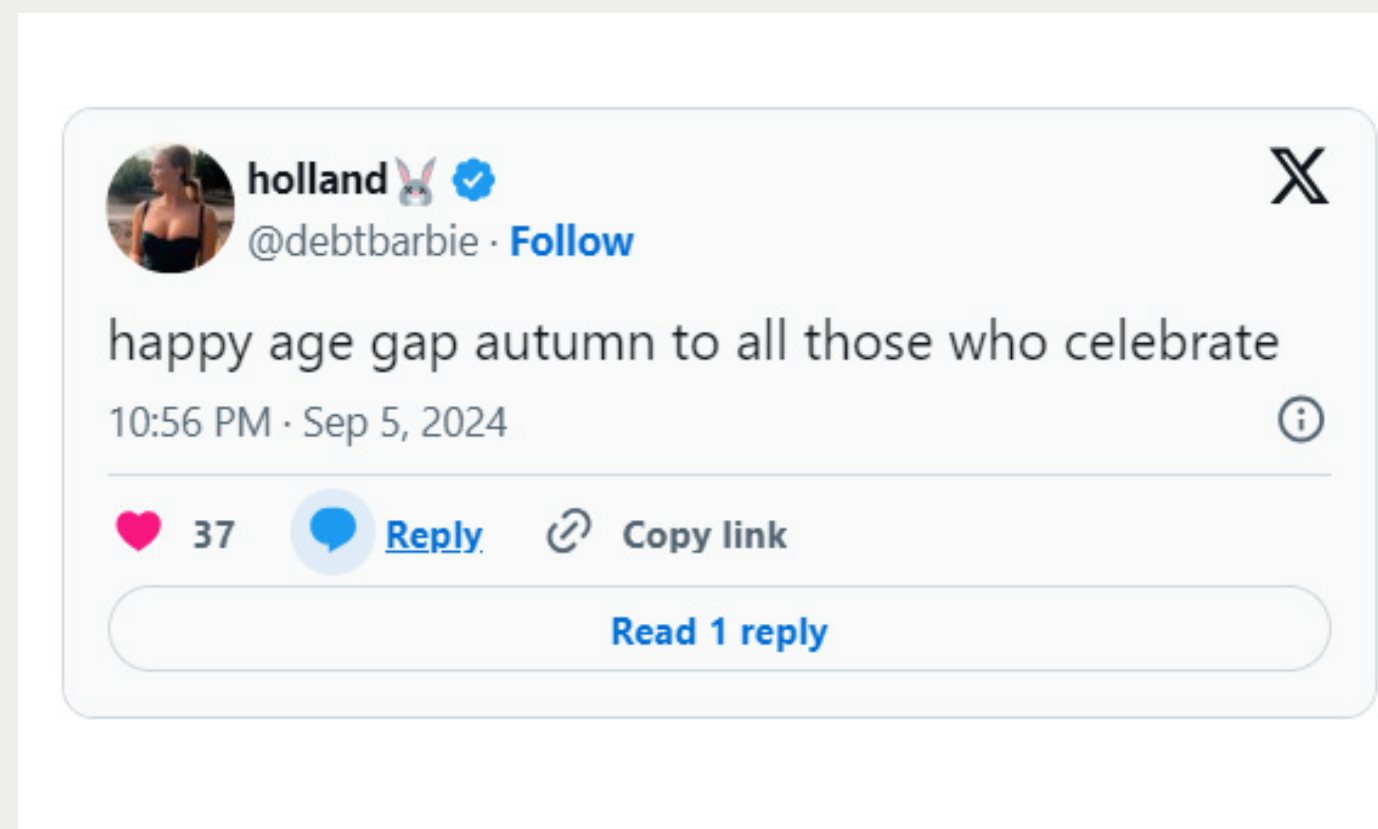 holland🐰
@debtbarbie · Follow
happy age gap autumn to all those who celebrate
10:56 PM · Sep 5, 2024
37 Reply Copy link
Read 1 reply